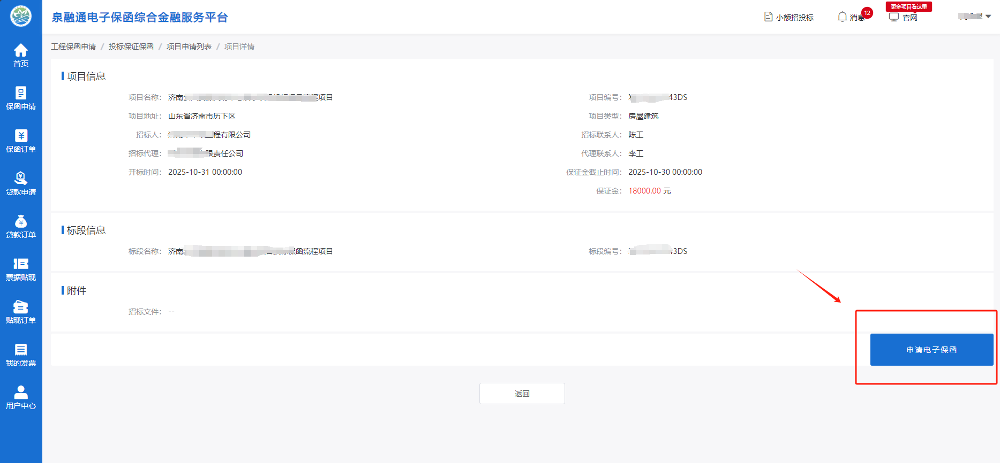 泉融通电子保函综合金融服务平台
小额招投标
消息
12
更多项目看这里
官网
首页
保函申请
保函订单
贷款申请
贷款订单
票据贴现
贴现订单
我的发票
用户中心
工程保函申请 / 投标保证保函 / 项目申请列表 / 项目详情
项目信息
项目名称: 济南 项目
项目编号: 43DS
项目地址: 山东省济南市历下区
项目类型: 房屋建筑
招标人: 程有限公司
招标联系人: 陈工
招标代理: 限责任公司
代理联系人: 李工
开标时间: 2025-10-31 00:00:00
保证金截止时间: 2025-10-30 00:00:00
保证金: 18000.00 元
标段信息
标段名称: 济南 函流程项目
标段编号: 3DS
附件
招标文件: --
申请电子保函
返回